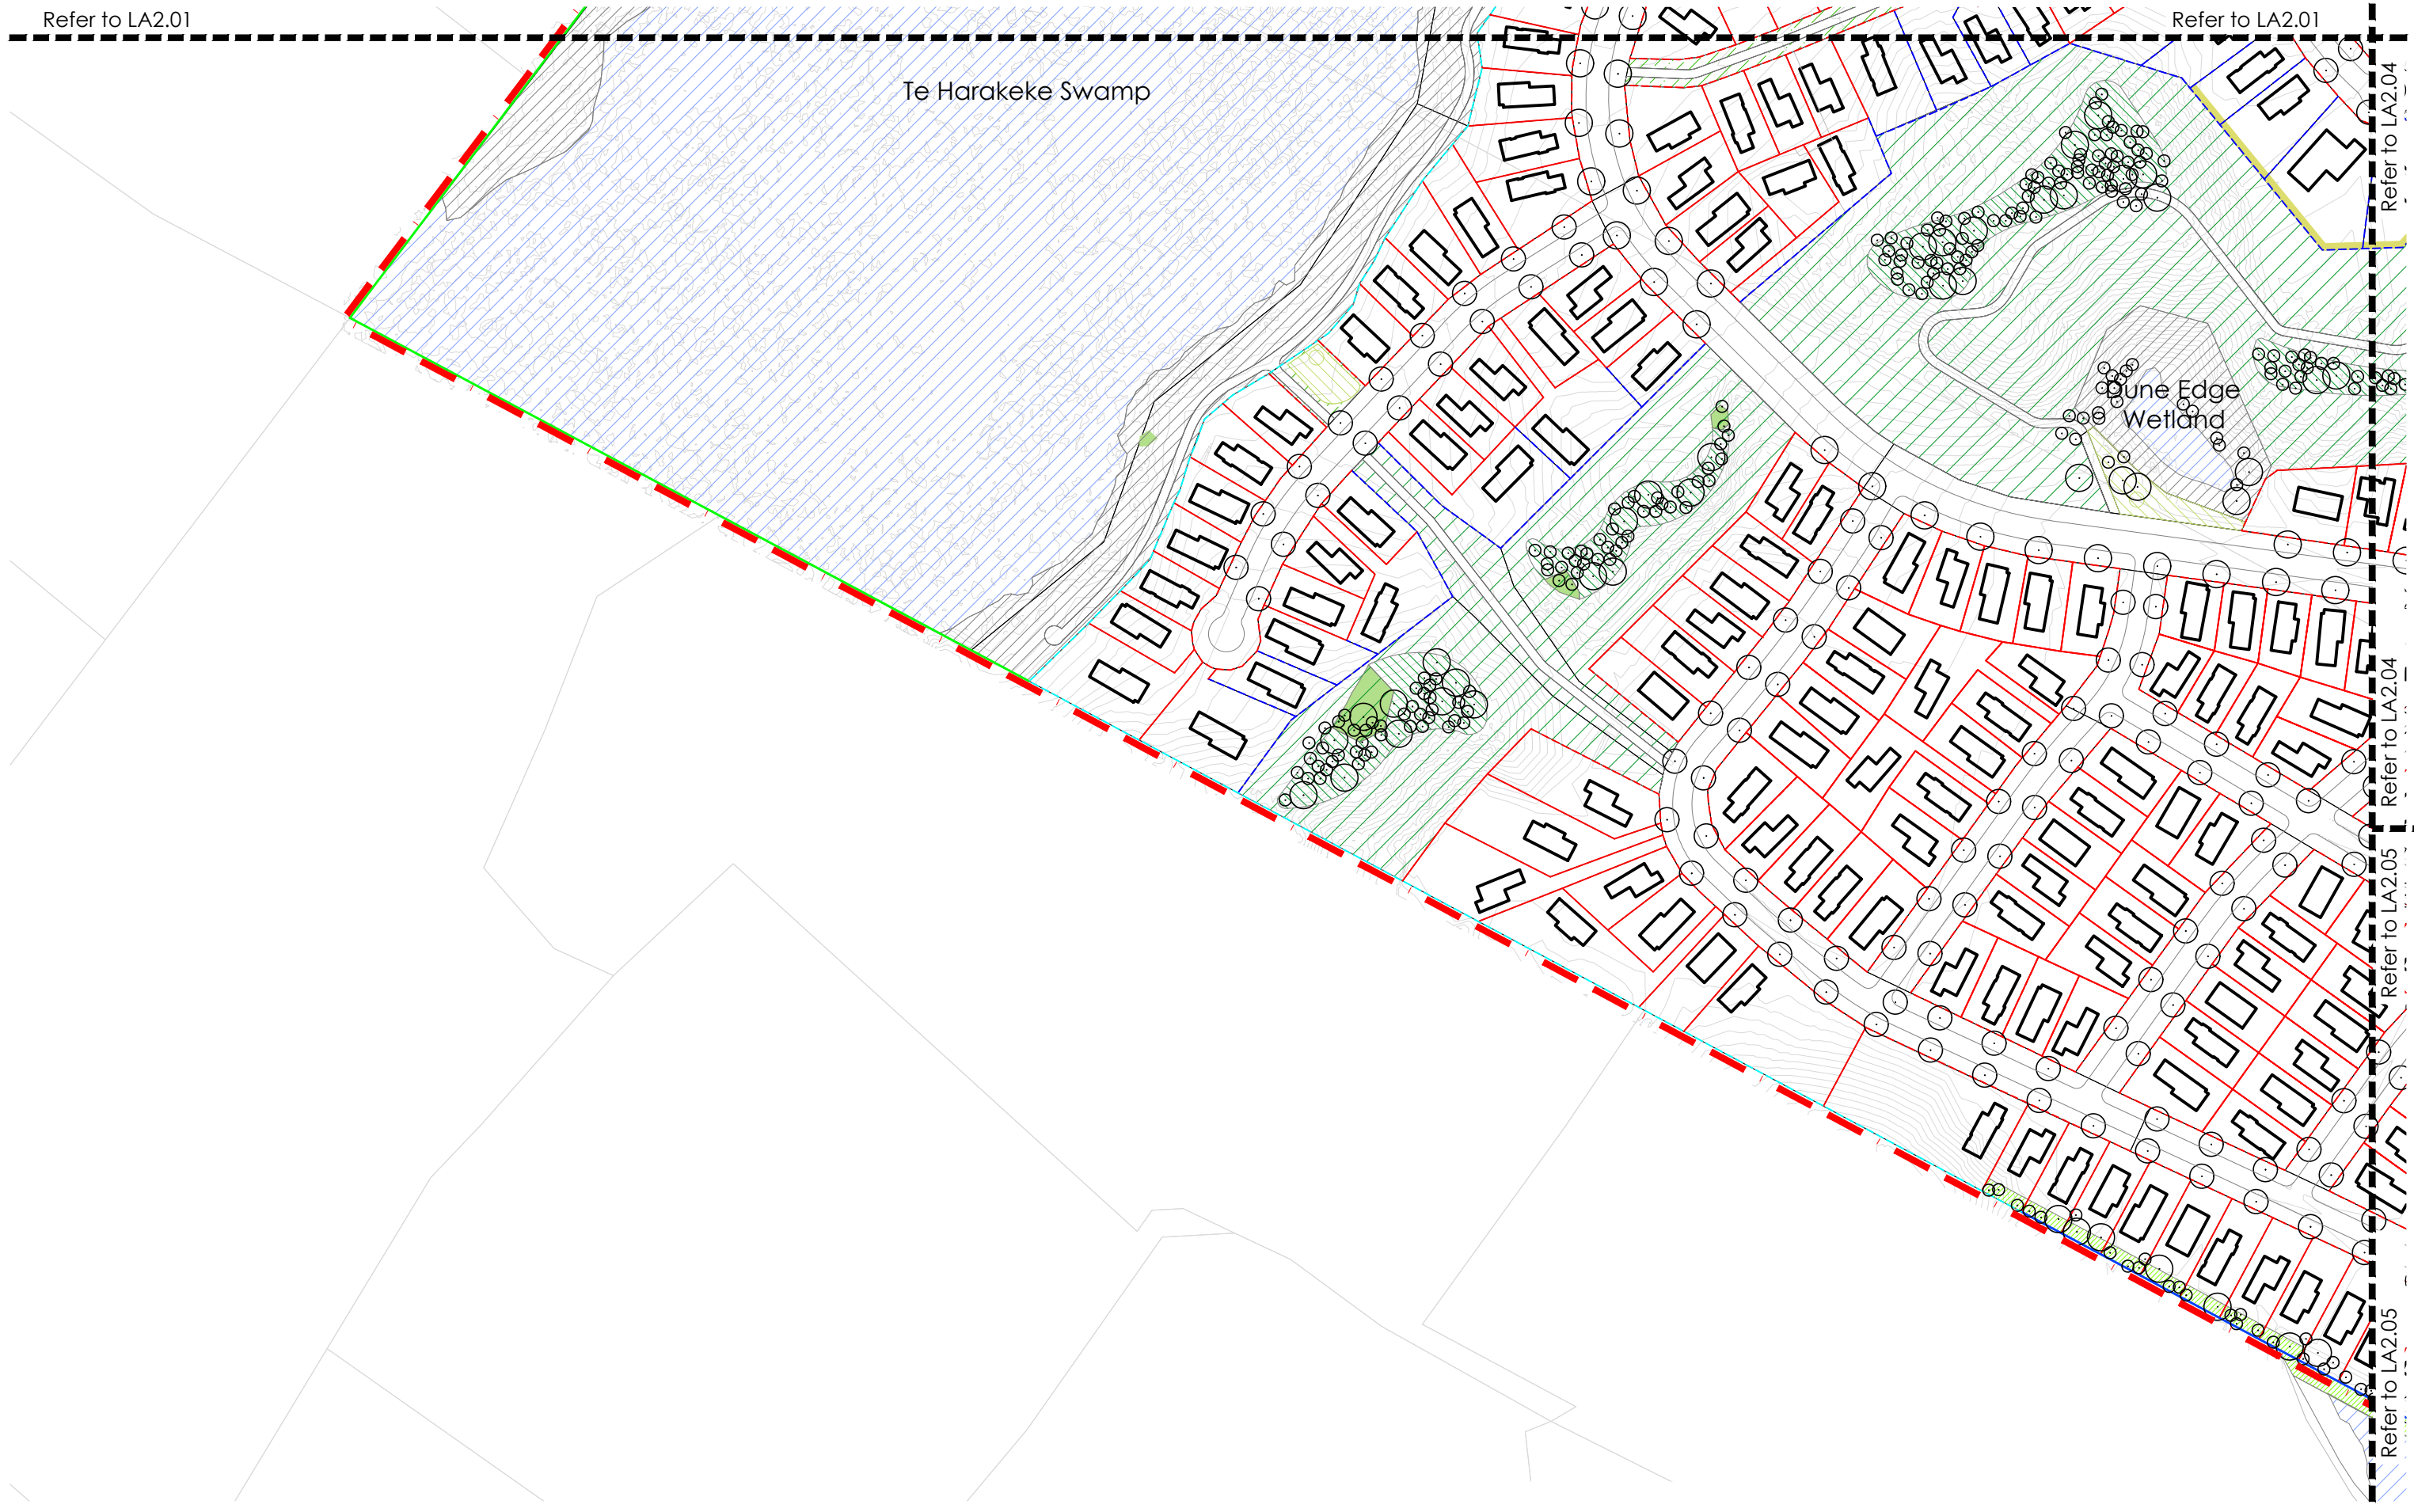 Refer to LA2.01
Refer to LA2.01
Te Harakeke Swamp
Refer to LA2.04
Dune Edge
Wetland
Refer to LA2.04
Refer to LA2.05
Refer to LA2.05